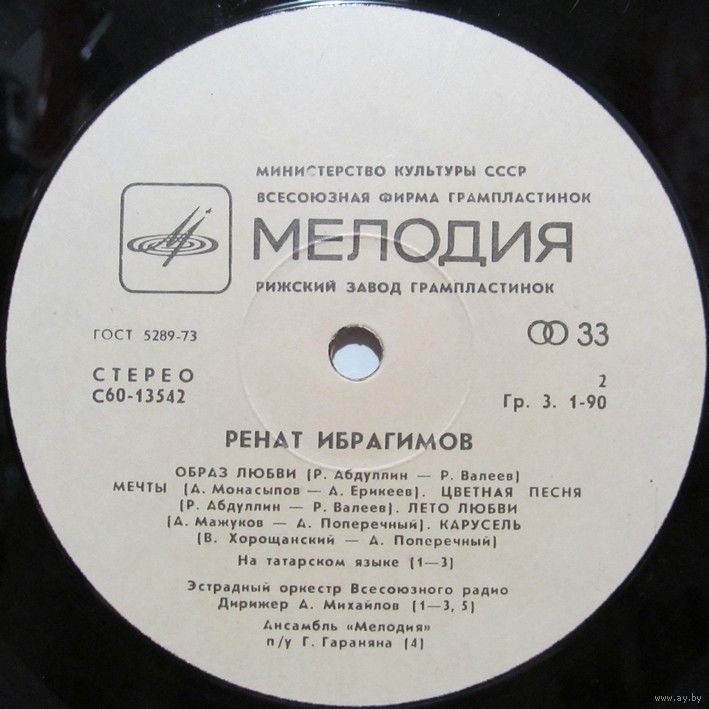 МИНИСТЕРСТВО КУЛЬТУРЫ СССР
ВСЕСОЮЗНАЯ ФИРМА ГРАМПЛАСТИНОК
МЕЛОДИЯ
РИЖСКИЙ ЗАВОД ГРАМПЛАСТИНОК
ГОСТ 5289-73
33
СТЕРЕО
С60-13542
2
Гр. 3. 1-90
РЕНАТ ИБРАГИМОВ
ОБРАЗ ЛЮБВИ (Р. Абдуллин — Р. Валеев)
МЕЧТЫ (А. Монасыпов — А. Ерикеев). ЦВЕТНАЯ ПЕСНЯ
(Р. Абдуллин — Р. Валеев). ЛЕТО ЛЮБВИ
(А. Мажуков — А. Поперечный). КАРУСЕЛЬ
(В. Хорощанский — А. Поперечный)
На татарском языке (1—3)
Эстрадный оркестр Всесоюзного радио
Дирижер А. Михайлов (1—3, 5)
Ансамбль «Мелодия»
п/у Г. Гараняна (4)
www.ay.by